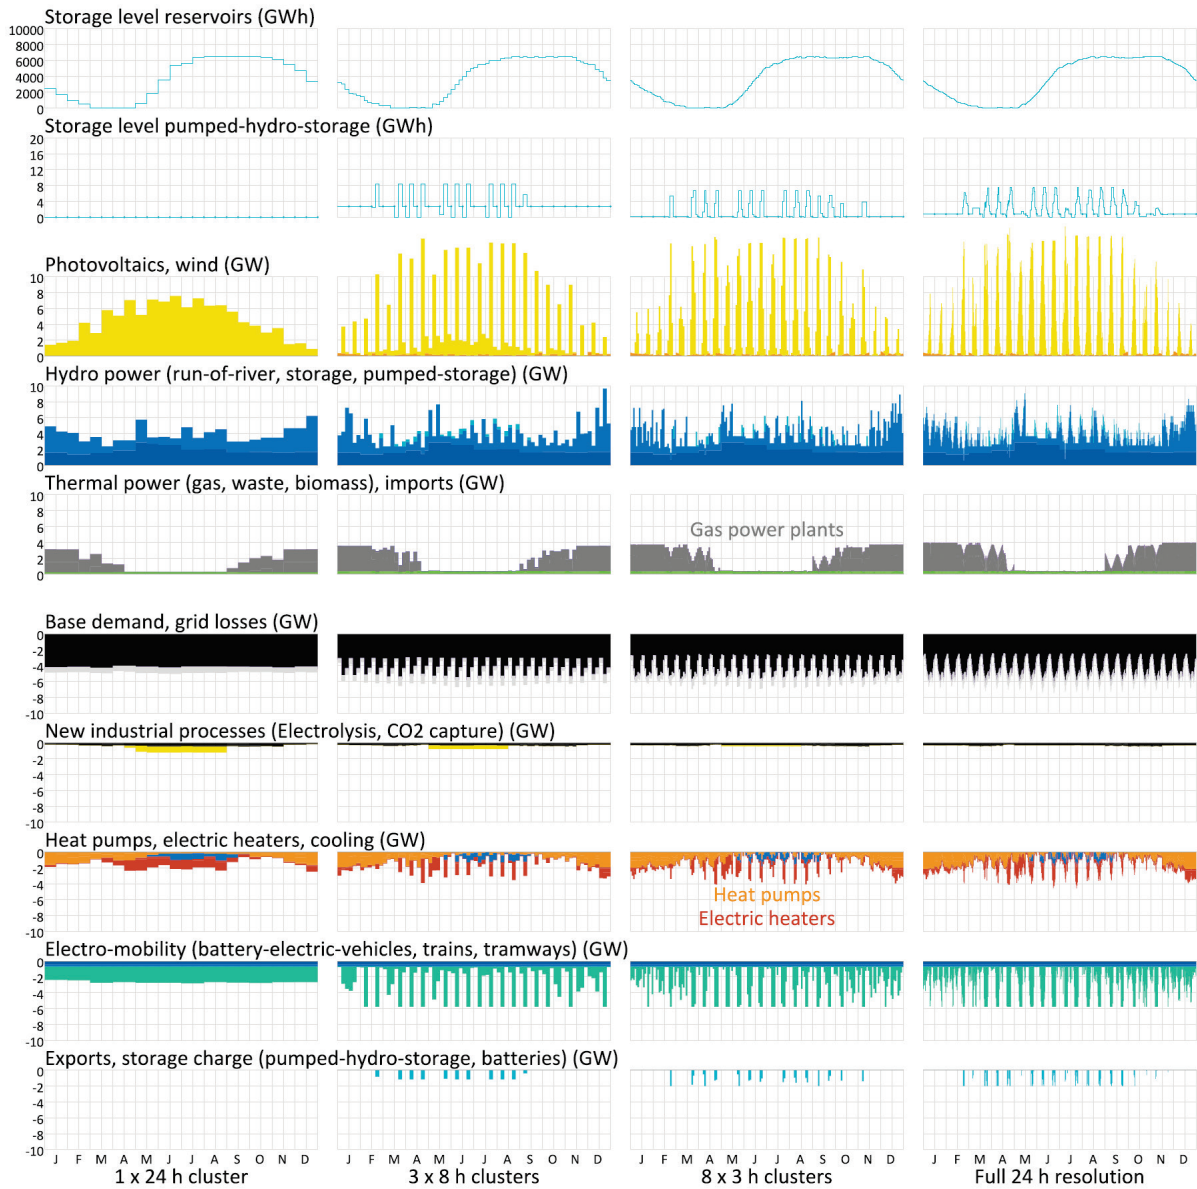 Storage level reservoirs (GWh)
10000
8000
6000
4000
2000
0
Storage level pumped-hydro-storage (GWh)
20
16
12
8
4
0
Photovoltaics, wind (GW)
10
8
6
4
2
0
Hydro power (run-of-river, storage, pumped-storage) (GW)
10
8
6
4
2
0
Thermal power (gas, waste, biomass), imports (GW)
10
8
6
4
2
0
Gas power plants
Base demand, grid losses (GW)
0
-2
-4
-6
-8
-10
New industrial processes (Electrolysis, CO2 capture) (GW)
0
-2
-4
-6
-8
-10
Heat pumps, electric heaters, cooling (GW)
0
-2
-4
-6
-8
-10
Heat pumps
Electric heaters
Electro-mobility (battery-electric-vehicles, trains, tramways) (GW)
0
-2
-4
-6
-8
-10
Exports, storage charge (pumped-hydro-storage, batteries) (GW)
0
-2
-4
-6
-8
-10
J F M A M J J A S O N D
J F M A M J J A S O N D
J F M A M J J A S O N D
J F M A M J J A S O N D
1 x 24 h cluster
3 x 8 h clusters
8 x 3 h clusters
Full 24 h resolution